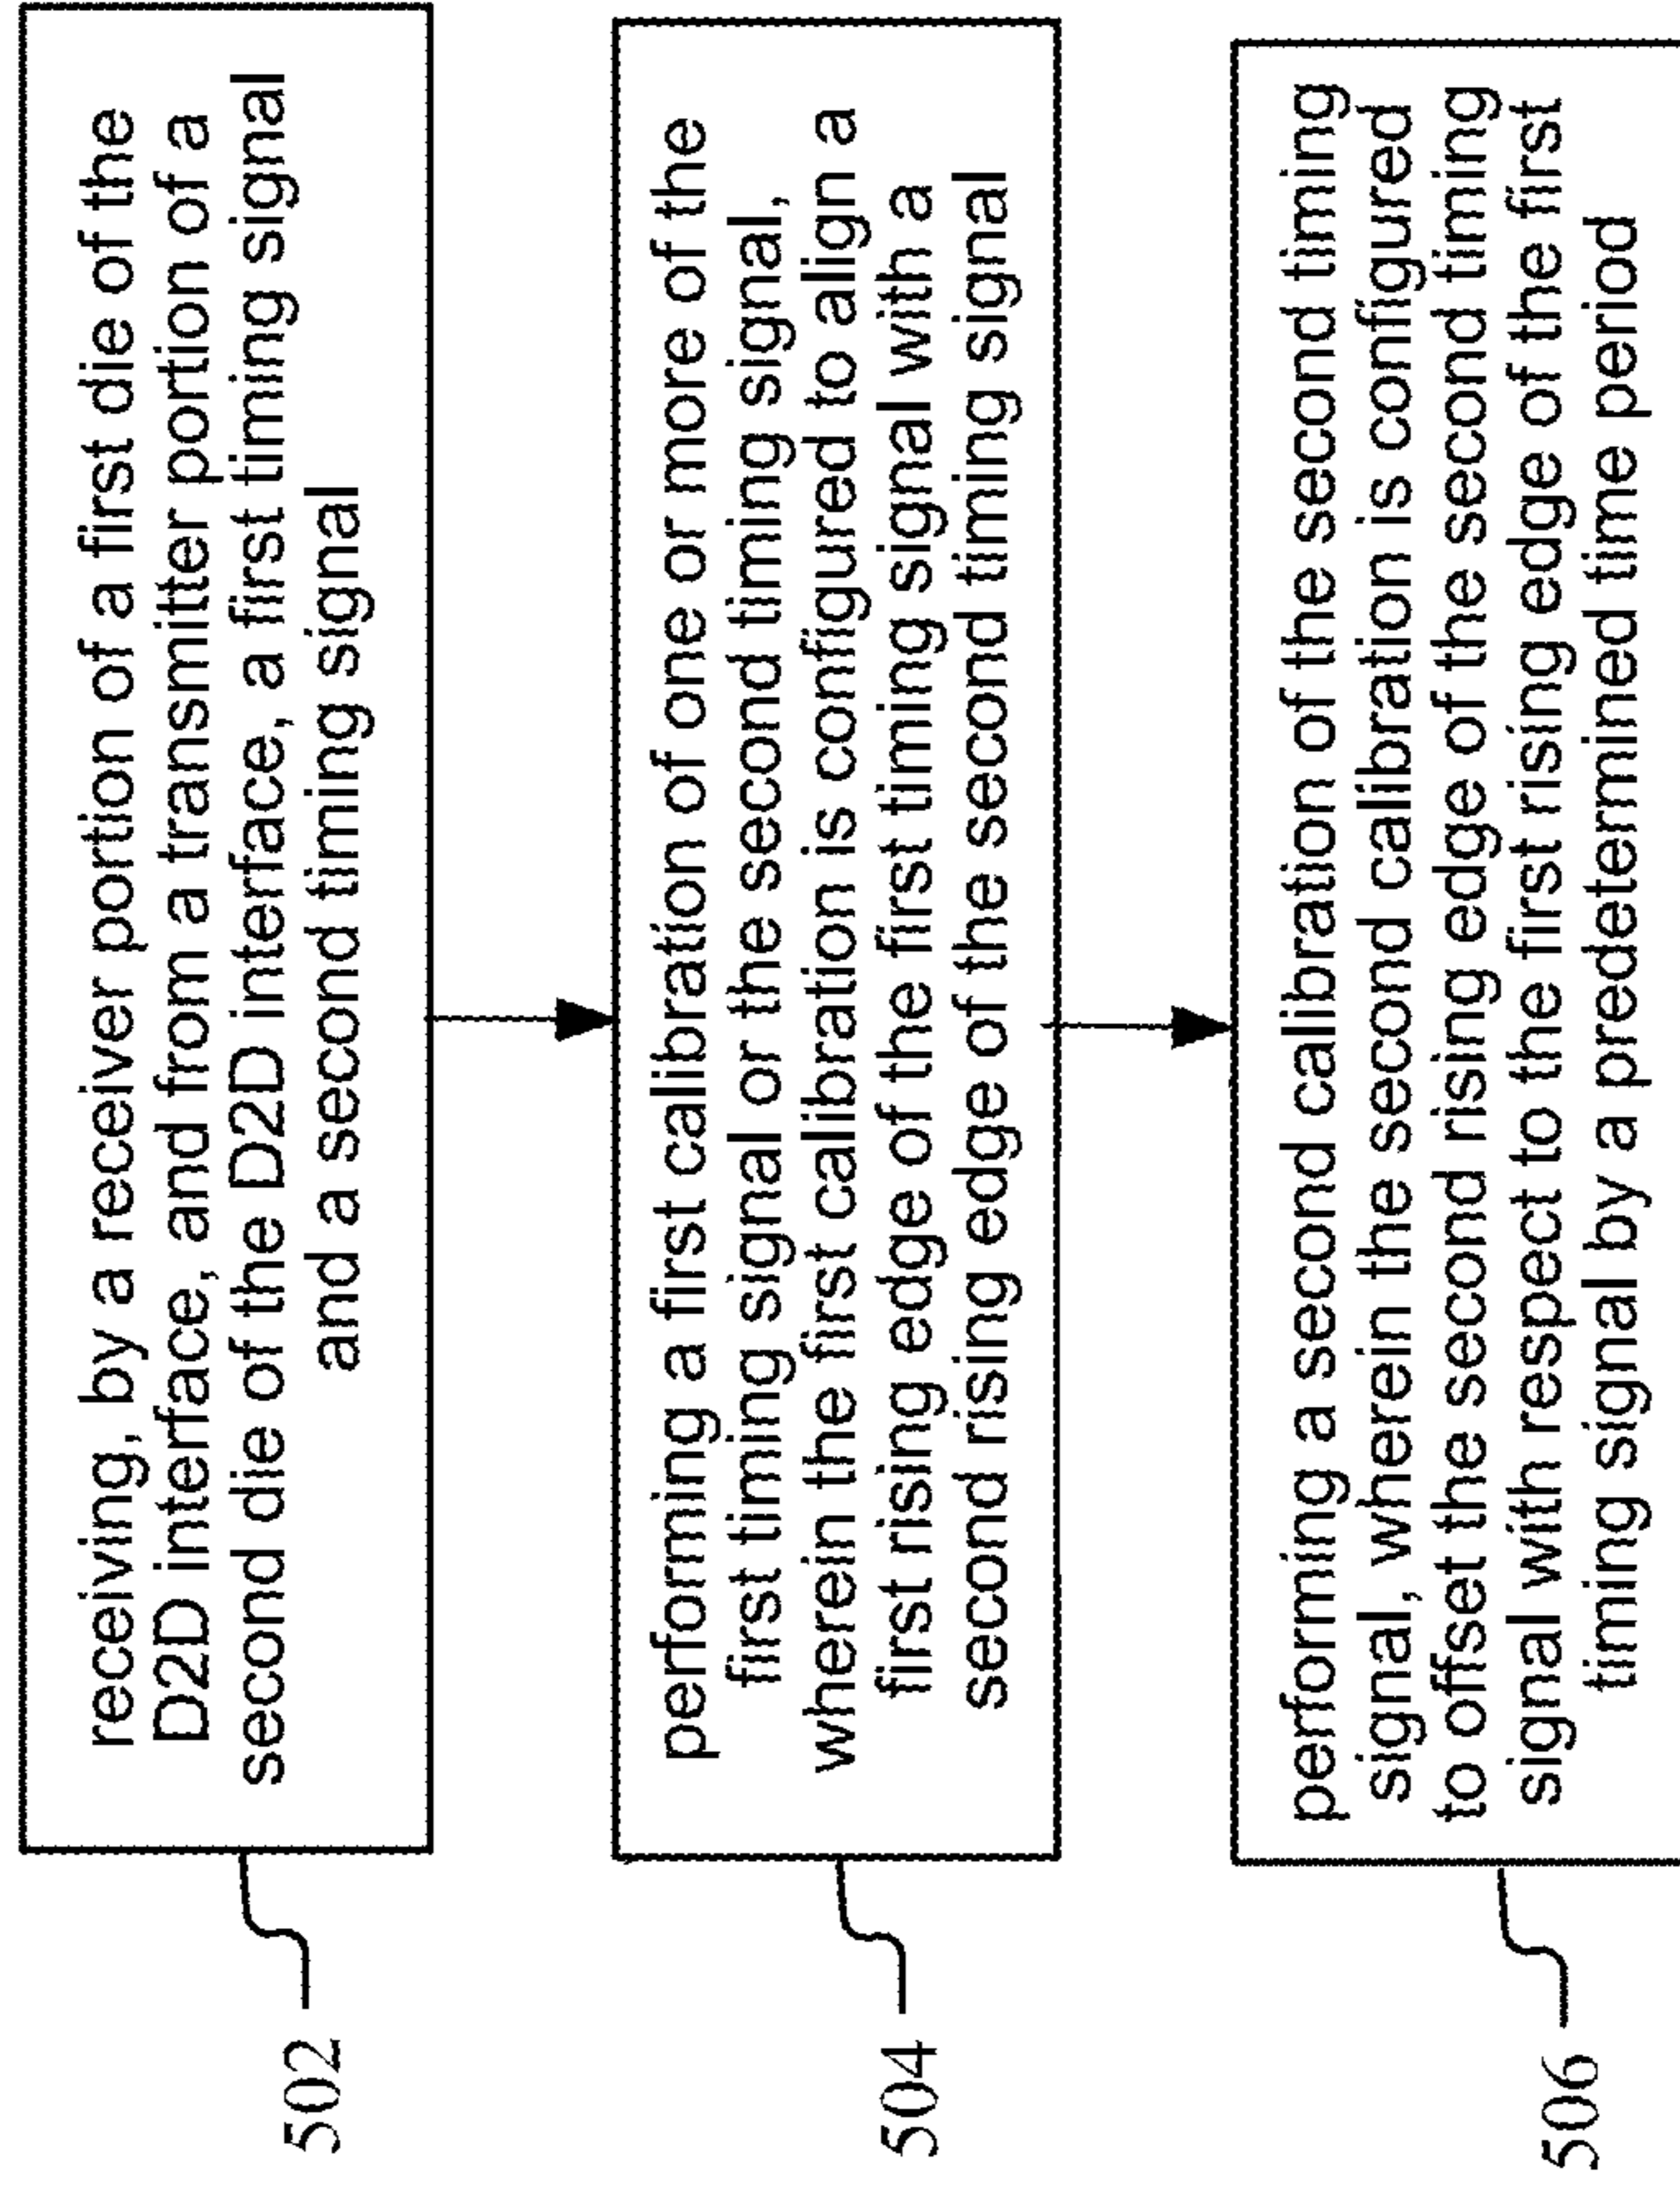 502
receiving, by a receiver portion of a first die of the
D2D interface, and from a transmitter portion of a
second die of the D2D interface, a first timing signal
and a second timing signal
504
performing a first calibration of one or more of the
first timing signal or the second timing signal,
wherein the first calibration is configured to align a
first rising edge of the first timing signal with a
second rising edge of the second timing signal
506
performing a second calibration of the second timing
signal, wherein the second calibration is configured
to offset the second rising edge of the second timing
signal with respect to the first rising edge of the first
timing signal by a predetermined time period